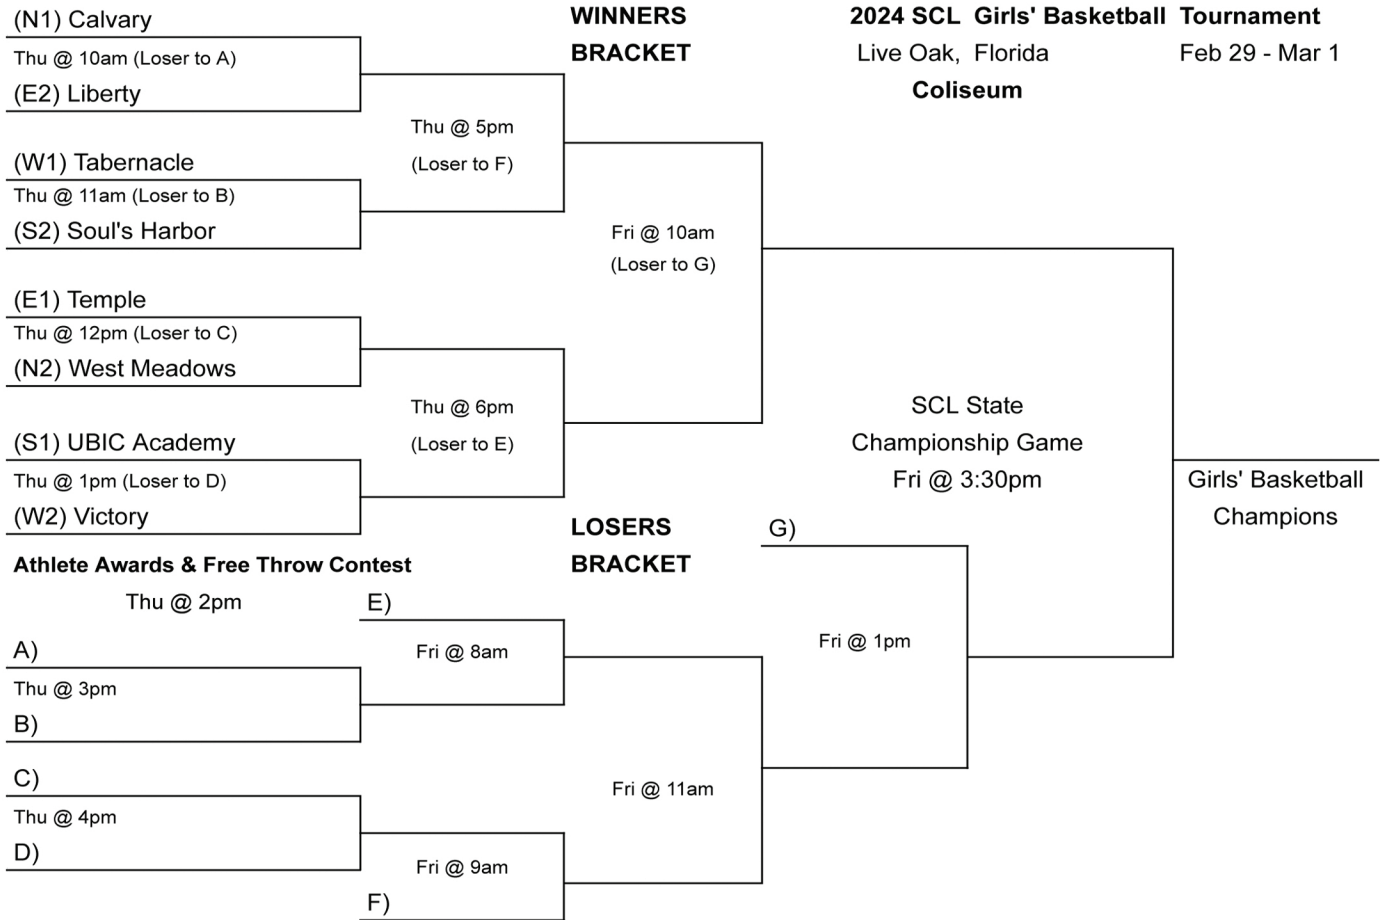 (N1) Calvary
WINNERS
BRACKET
2024 SCL Girls' Basketball Tournament
Live Oak, Florida
Feb 29 - Mar 1
Coliseum
Thu @ 10am (Loser to A)
(E2) Liberty
Thu @ 5pm
(Loser to F)
(W1) Tabernacle
Thu @ 11am (Loser to B)
(S2) Soul's Harbor
Fri @ 10am
(Loser to G)
(E1) Temple
Thu @ 12pm (Loser to C)
(N2) West Meadows
Thu @ 6pm
(Loser to E)
(S1) UBIC Academy
Thu @ 1pm (Loser to D)
(W2) Victory
SCL State
Championship Game
Fri @ 3:30pm
Girls' Basketball
Champions
LOSERS
BRACKET
G)
Athlete Awards & Free Throw Contest
Thu @ 2pm
E)
Fri @ 8am
Fri @ 1pm
A)
Thu @ 3pm
B)
C)
Thu @ 4pm
D)
Fri @ 11am
Fri @ 9am
F)